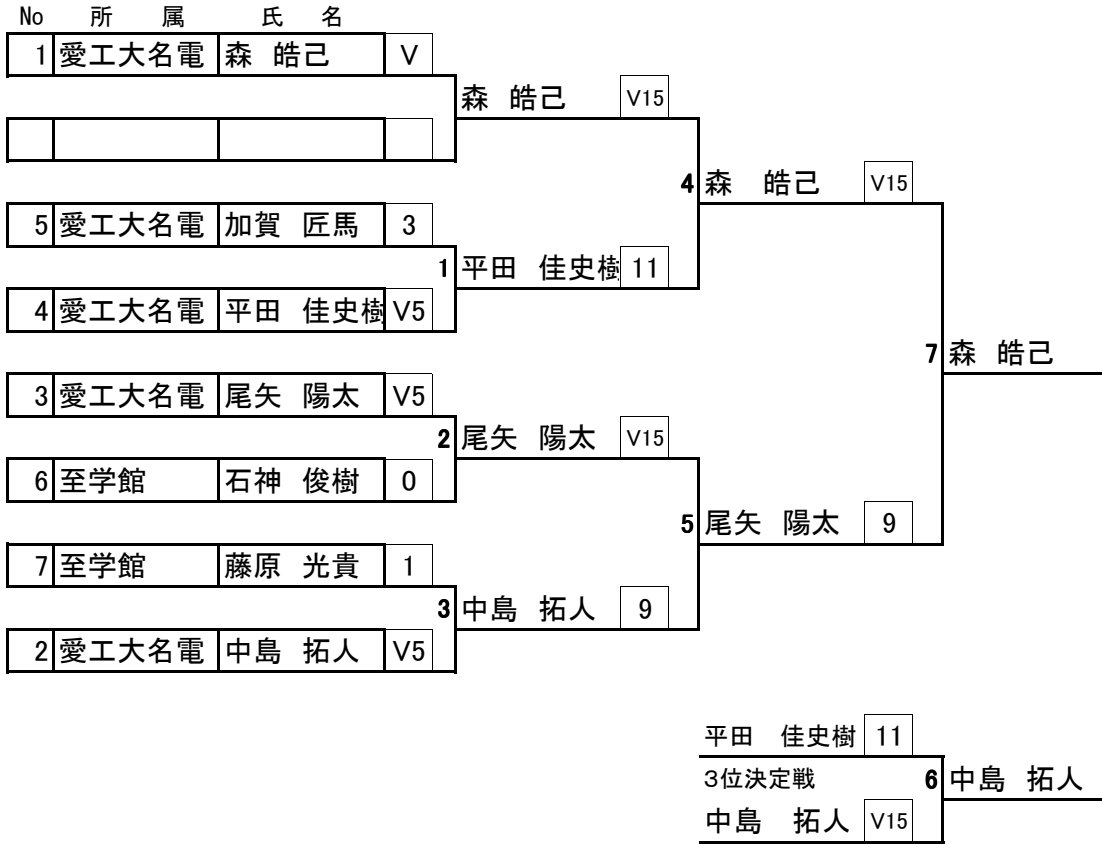 No 所 属 氏 名
1 愛工大名電 森 皓己 V
森 皓己 V15
4 森 皓己 V15
5 愛工大名電 加賀 匠馬 3
1 平田 佳史樹 11
4 愛工大名電 平田 佳史樹 V5
7 森 皓己
3 愛工大名電 尾矢 陽太 V5
2 尾矢 陽太 V15
6 至学館 石神 俊樹 0
5 尾矢 陽太 9
7 至学館 藤原 光貴 1
3 中島 拓人 9
2 愛工大名電 中島 拓人 V5
平田 佳史樹 11
3位決定戦 6 中島 拓人
中島 拓人 V15